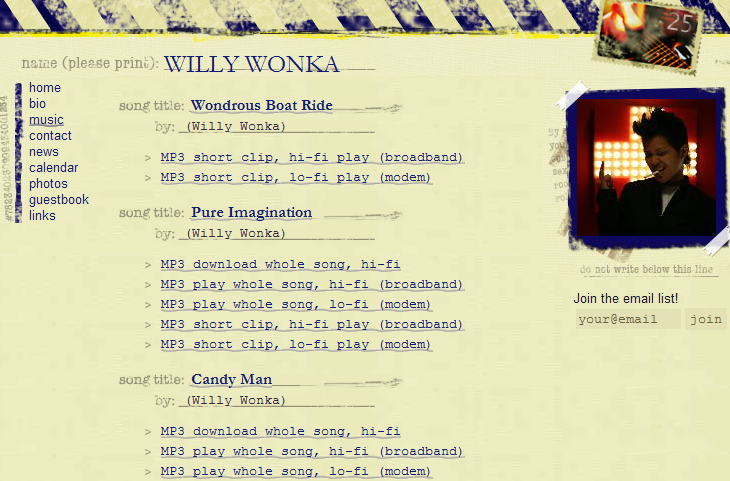 25
name (please print): WILLY WONKA
home
bio
music
contact
news
calendar
photos
guestbook
links
song title: Wondrous Boat Ride
by: (Willy Wonka)
> MP3 short clip, hi-fi play (broadband)
> MP3 short clip, lo-fi play (modem)
song title: Pure Imagination
by: (Willy Wonka)
> MP3 download whole song, hi-fi
> MP3 play whole song, hi-fi (broadband)
> MP3 play whole song, lo-fi (modem)
> MP3 short clip, hi-fi play (broadband)
> MP3 short clip, lo-fi play (modem)
song title: Candy Man
by: (Willy Wonka)
> MP3 download whole song, hi-fi
> MP3 play whole song, hi-fi (broadband)
> MP3 play whole song, lo-fi (modem)
do not write below this line
Join the email list!
your@email join